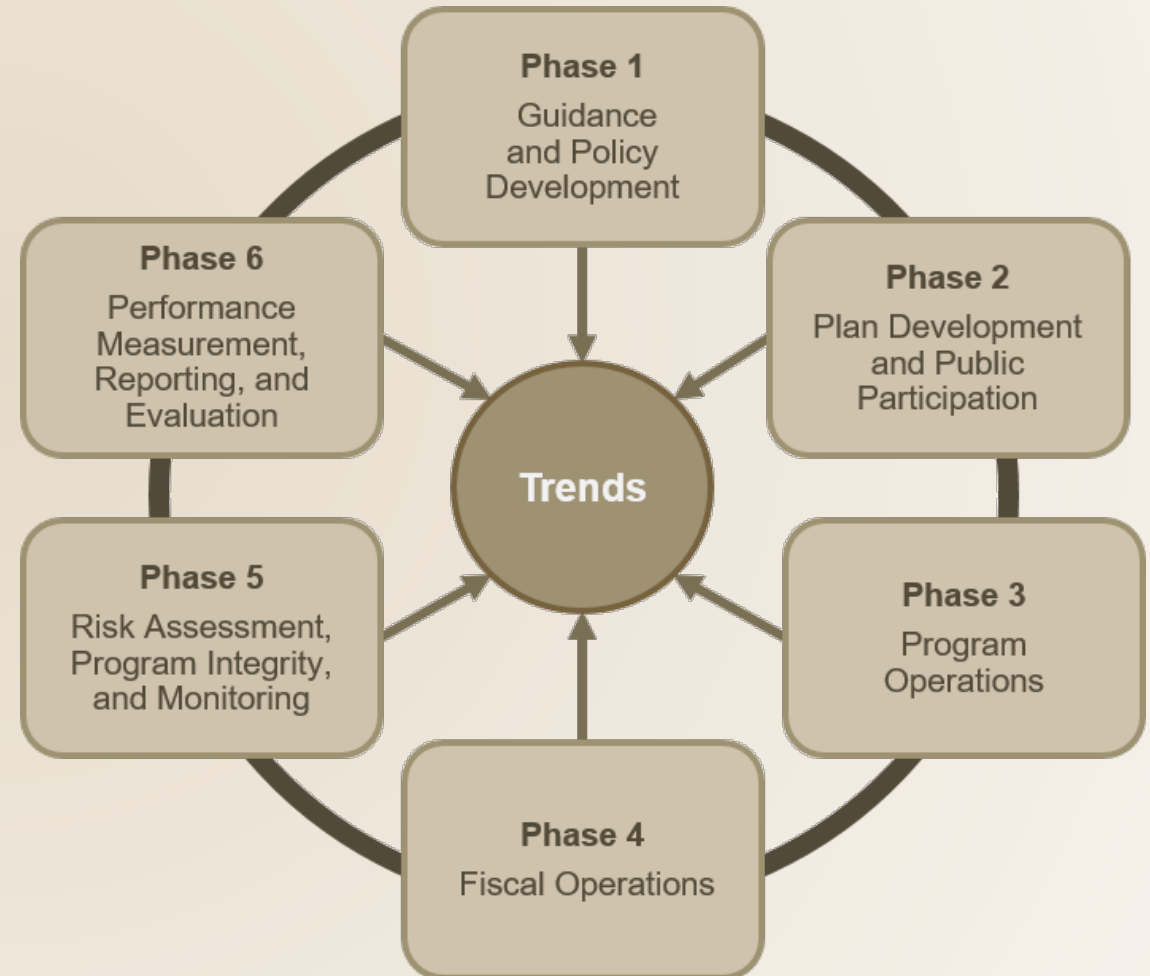 Phase 1
Guidance
and Policy
Development
Phase 2
Plan Development
and Public
Participation
Phase 3
Program
Operations
Phase 4
Fiscal Operations
Phase 5
Risk Assessment,
Program Integrity,
and Monitoring
Phase 6
Performance
Measurement,
Reporting, and
Evaluation
Trends